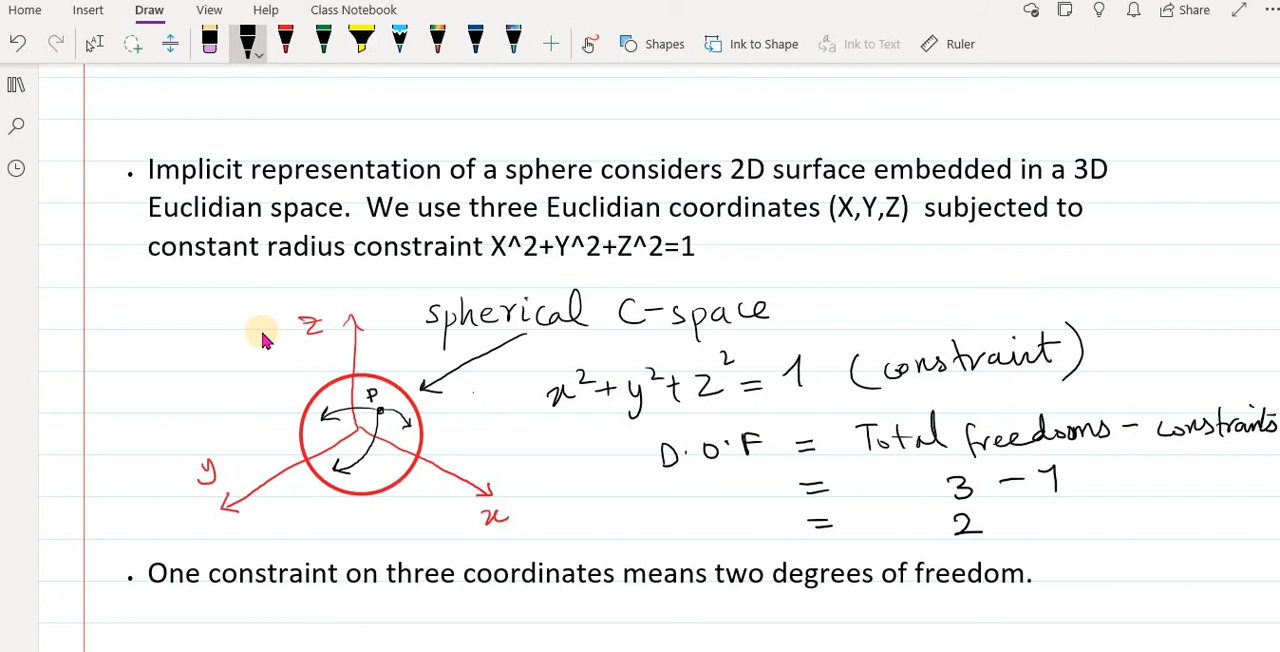 Home Insert Draw View Help Class Notebook Share
Shapes Ink to Shape Ink to Text Ruler
. Implicit representation of a sphere considers 2D surface embedded in a 3D
Euclidian space. We use three Euclidian coordinates (X,Y,Z) subjected to
constant radius constraint X^2+Y^2+Z^2=1
spherical C-space
z
x²+y²+z²=1 (constraint)
P
D.O.F = Total freedoms - constraints
y
= 3 - 1
x
= 2
. One constraint on three coordinates means two degrees of freedom.